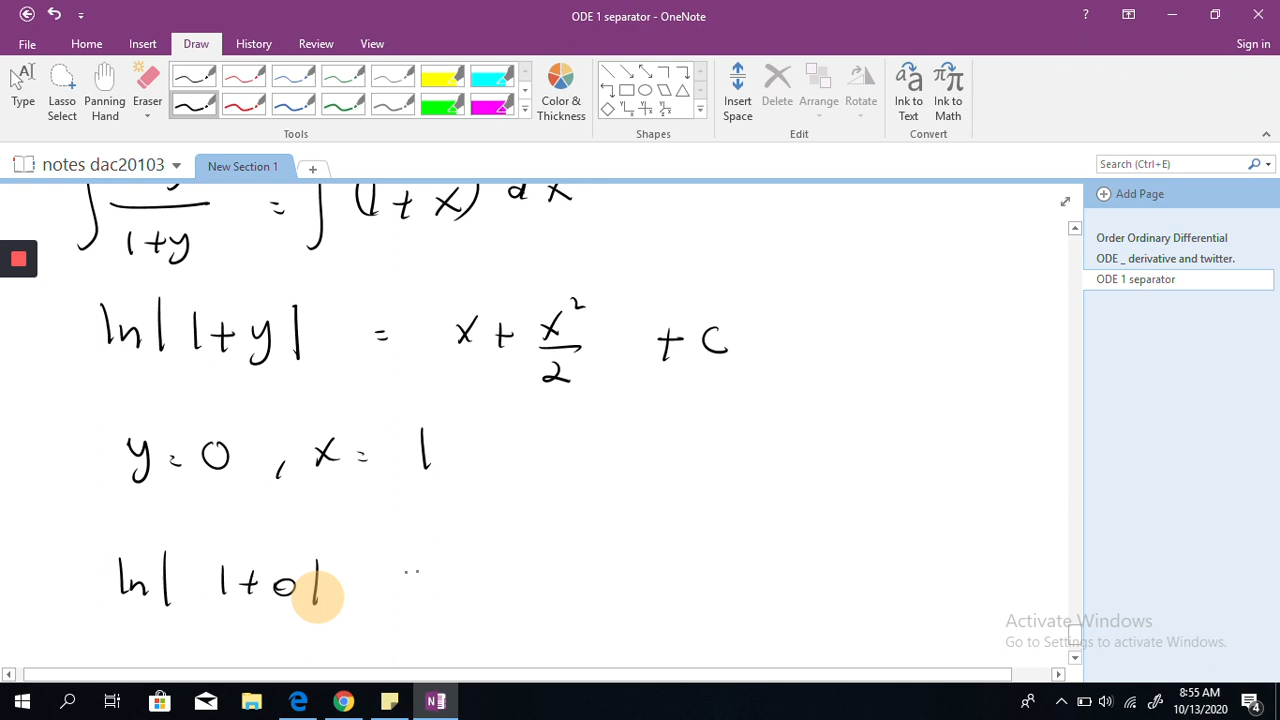 ODE 1 separator - OneNote
?
File Home Insert Draw History Review View Sign in
Type Lasso Select Panning Hand Eraser Color & Thickness Insert Space Delete Arrange Rotate Ink to Text Ink to Math
Tools Shapes Edit Convert
notes dac20103 New Section 1 Search (Ctrl+E)
Add Page
Order Ordinary Differential
ODE _ derivative and twitter.
ODE 1 separator
∫ /(1+y) = ∫ (1+x) dx
ln|1+y| = x + x²/2 + C
y=0 , x= 1
ln| 1+0|
Activate Windows
Go to Settings to activate Windows.
8:55 AM
10/13/2020
4